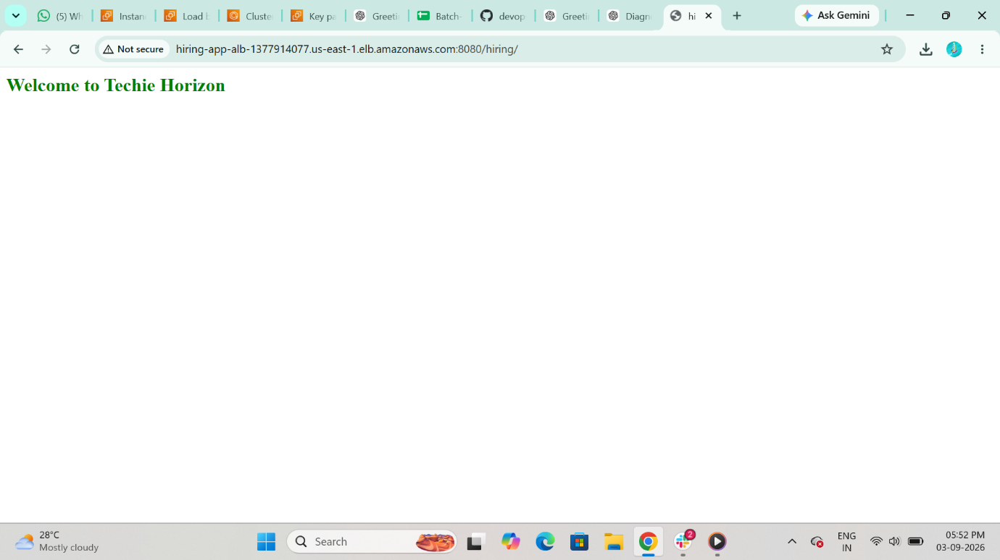 (5) Wh
Instan
Load b
Cluste
Key pa
Greeti
Batch-
devop
Greeti
Diagn
hi
Ask Gemini
Not secure
hiring-app-alb-1377914077.us-east-1.elb.amazonaws.com:8080/hiring/
Welcome to Techie Horizon
28°C
Mostly cloudy
Search
2
ENG
IN
05:52 PM
03-09-2026